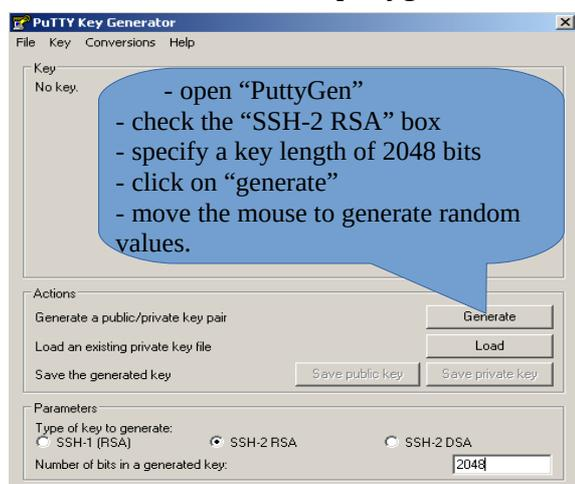 PuTTY Key Generator
File Key Conversions Help
Key
No key.
- open “PuttyGen”
- check the “SSH-2 RSA” box
- specify a key length of 2048 bits
- click on “generate”
- move the mouse to generate random
values.
Actions
Generate a public/private key pair
Generate
Load an existing private key file
Load
Save the generated key
Save public key
Save private key
Parameters
Type of key to generate:
SSH-1 (RSA)
SSH-2 RSA
SSH-2 DSA
Number of bits in a generated key:
2048